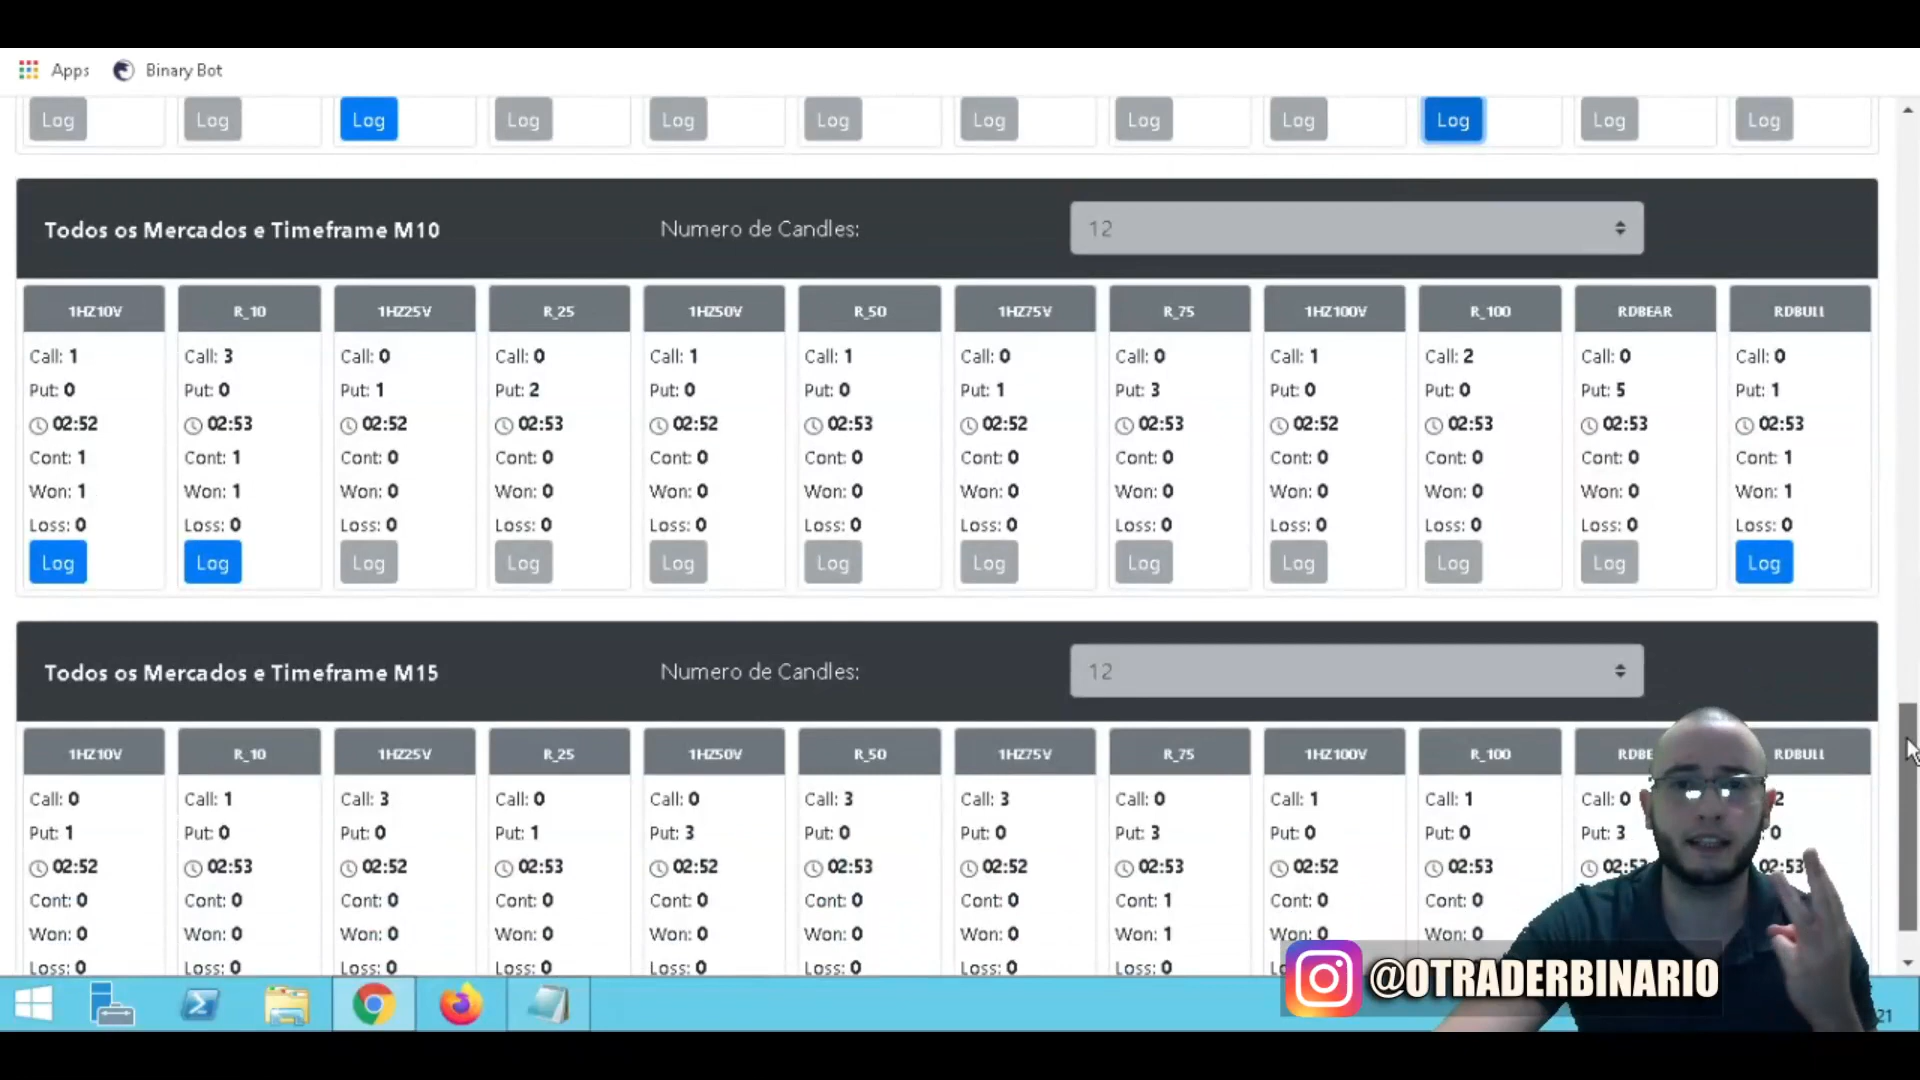 Apps Binary Bot
Log Log Log Log Log Log Log Log Log Log Log Log
Todos os Mercados e Timeframe M10 Numero de Candles: 12
1HZ10V R_10 1HZ25V R_25 1HZ50V R_50 1HZ75V R_75 1HZ100V R_100 RDBEAR RDBULL
Call: 1 Call: 3 Call: 0 Call: 0 Call: 1 Call: 1 Call: 0 Call: 0 Call: 1 Call: 2 Call: 0 Call: 0
Put: 0 Put: 0 Put: 1 Put: 2 Put: 0 Put: 0 Put: 1 Put: 3 Put: 0 Put: 0 Put: 5 Put: 1
02:52 02:53 02:52 02:53 02:52 02:53 02:52 02:53 02:52 02:53 02:53 02:53
Cont: 1 Cont: 1 Cont: 0 Cont: 0 Cont: 0 Cont: 0 Cont: 0 Cont: 0 Cont: 0 Cont: 0 Cont: 0 Cont: 1
Won: 1 Won: 1 Won: 0 Won: 0 Won: 0 Won: 0 Won: 0 Won: 0 Won: 0 Won: 0 Won: 0 Won: 1
Loss: 0 Loss: 0 Loss: 0 Loss: 0 Loss: 0 Loss: 0 Loss: 0 Loss: 0 Loss: 0 Loss: 0 Loss: 0 Loss: 0
Log Log Log Log Log Log Log Log Log Log Log Log
Todos os Mercados e Timeframe M15 Numero de Candles: 12
1HZ10V R_10 1HZ25V R_25 1HZ50V R_50 1HZ75V R_75 1HZ100V R_100 RDBE RDBULL
Call: 0 Call: 1 Call: 3 Call: 0 Call: 0 Call: 3 Call: 3 Call: 0 Call: 1 Call: 1 Call: 0 2
Put: 1 Put: 0 Put: 0 Put: 1 Put: 3 Put: 0 Put: 0 Put: 3 Put: 0 Put: 0 Put: 3 0
02:52 02:53 02:52 02:53 02:52 02:53 02:52 02:53 02:52 02:53 02:53 02:53
Cont: 0 Cont: 0 Cont: 0 Cont: 0 Cont: 0 Cont: 0 Cont: 0 Cont: 1 Cont: 0 Cont: 0
Won: 0 Won: 0 Won: 0 Won: 0 Won: 0 Won: 0 Won: 0 Won: 1 Won: 0 Won: 0
Loss: 0 Loss: 0 Loss: 0 Loss: 0 Loss: 0 Loss: 0 Loss: 0 Loss: 0
@OTRADERBINARIO
21